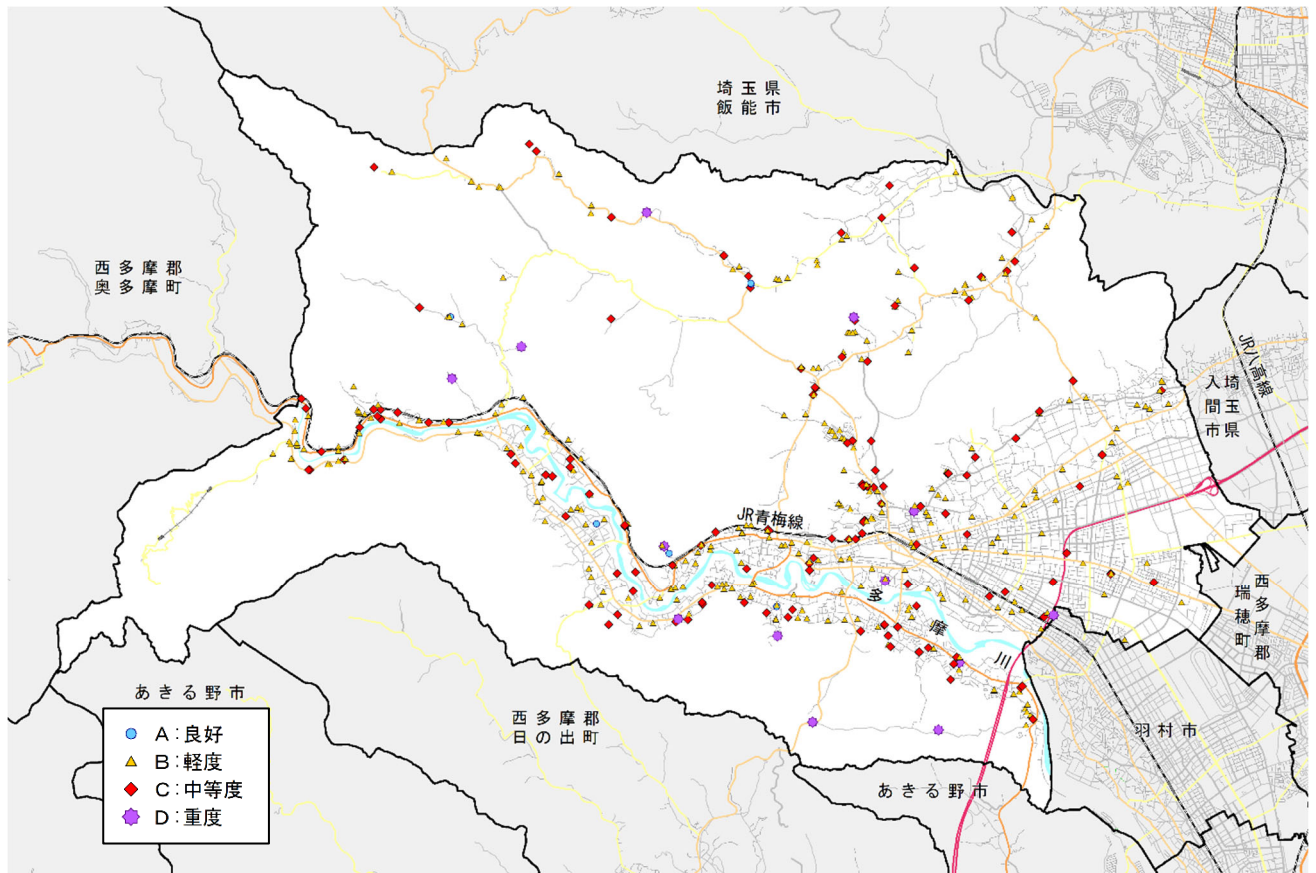 埼玉県
飯能市
西多摩郡
奥多摩町
JR八高線
埼玉県
入間市
JR青梅線
多摩川
西多摩郡
瑞穂町
あきる野市
西多摩郡
日の出町
羽村市
あきる野市
A：良好
B：軽度
C：中等度
D：重度